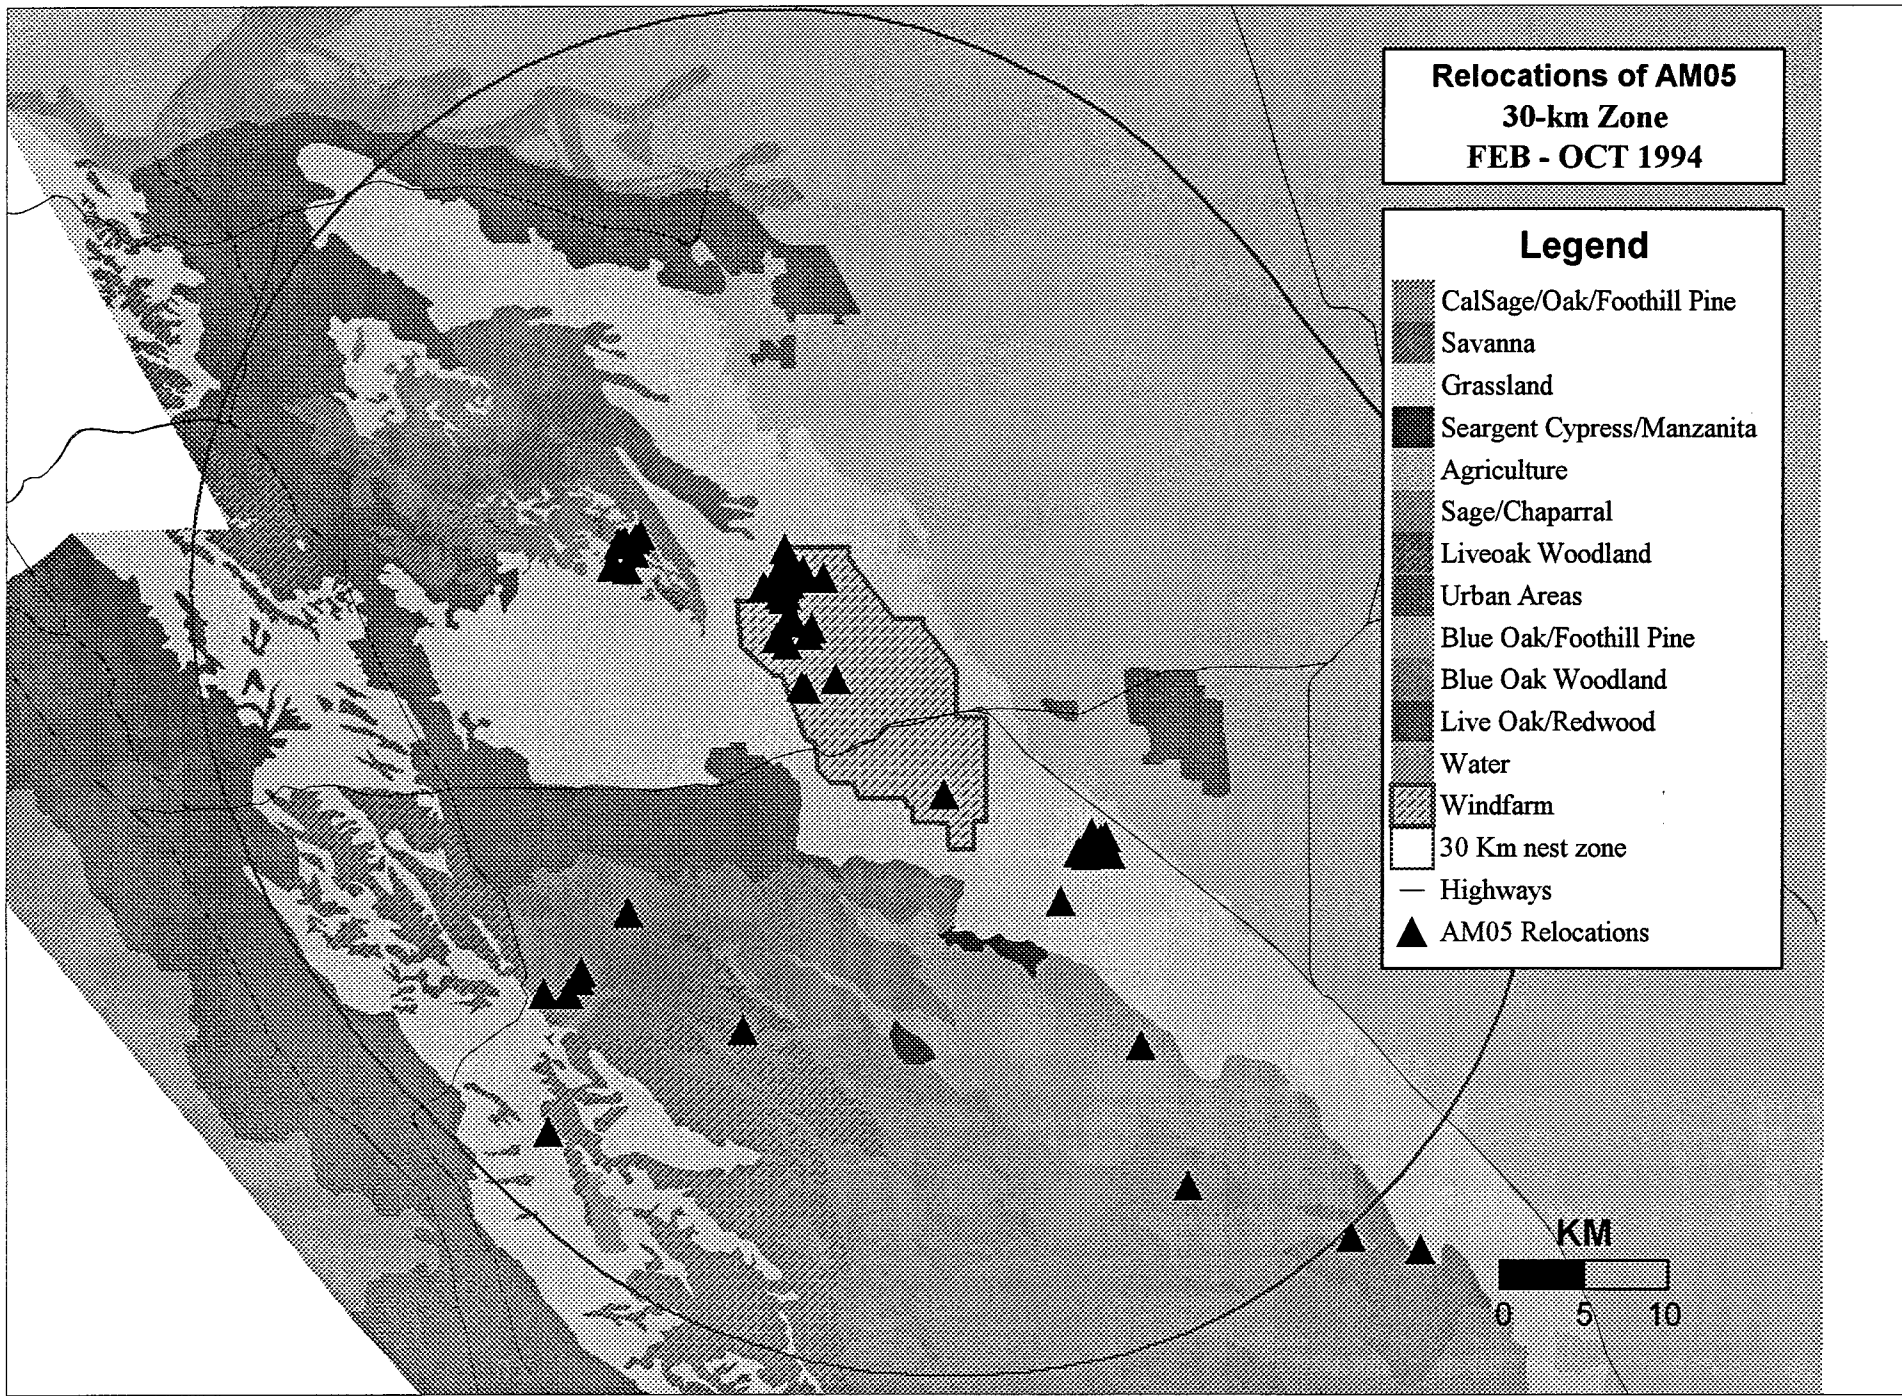 Relocations of AM05
30-km Zone
FEB - OCT 1994
Legend
CalSage/Oak/Foothill Pine
Savanna
Grassland
Seargent Cypress/Manzanita
Agriculture
Sage/Chaparral
Liveoak Woodland
Urban Areas
Blue Oak/Foothill Pine
Blue Oak Woodland
Live Oak/Redwood
Water
Windfarm
30 Km nest zone
Highways
AM05 Relocations
KM
0 5 10